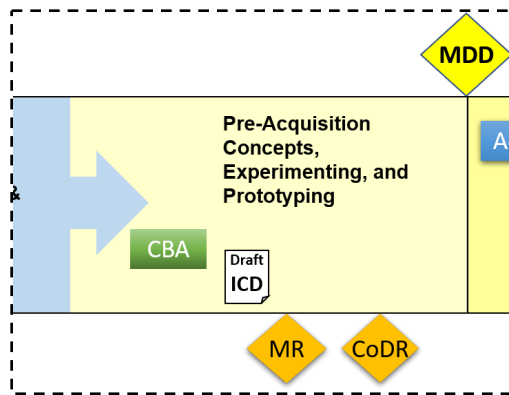 MDD
Pre-Acquisition
Concepts,
Experimenting, and
Prototyping
A
&
CBA
Draft
ICD
MR
CoDR